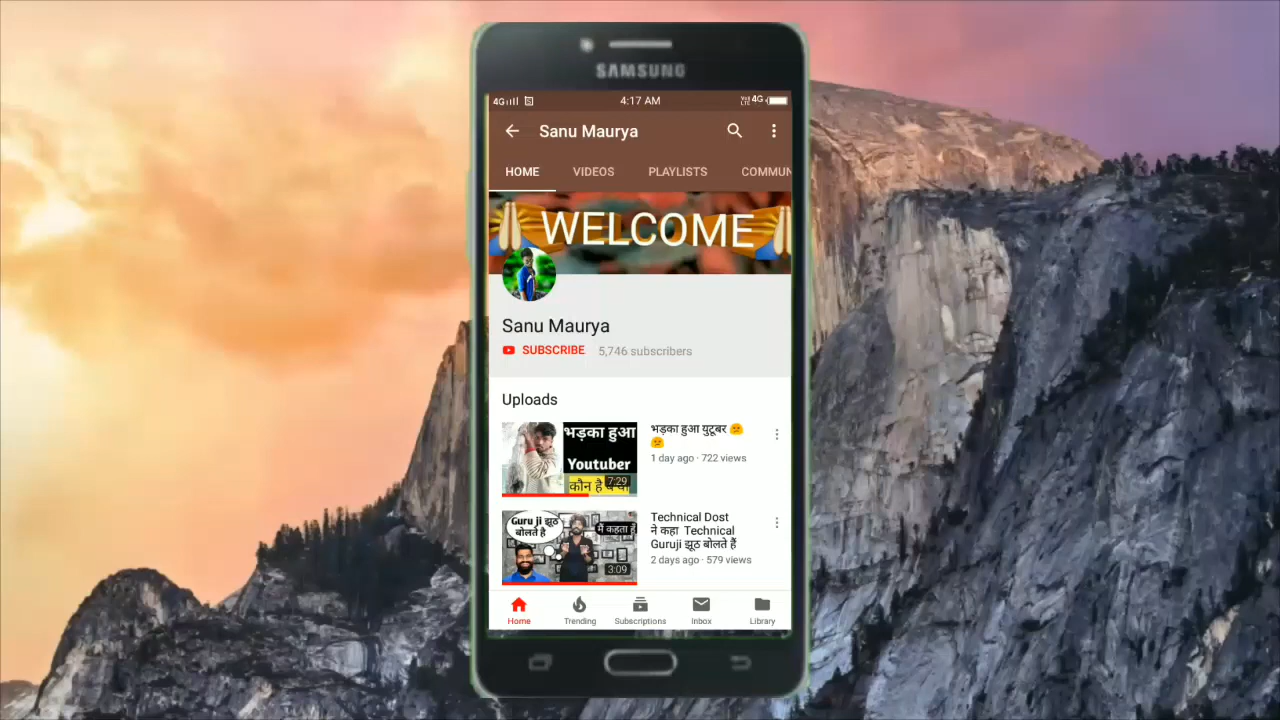 SAMSUNG
4G 4:17 AM VoLTE 4G
Sanu Maurya
HOME VIDEOS PLAYLISTS COMMUN
WELCOME
Sanu Maurya
SUBSCRIBE 5,746 subscribers
Uploads
भड़का हुआ
Youtuber
कौन है
7:29
भड़का हुआ युटूबर 😕
😕
1 day ago · 722 views
Guru ji झूठ
बोलते है
मैं कहता हूँ
3:09
Technical Dost
ने कहा Technical
Guruji झूठ बोलते हैं
2 days ago · 579 views
Home Trending Subscriptions Inbox Library